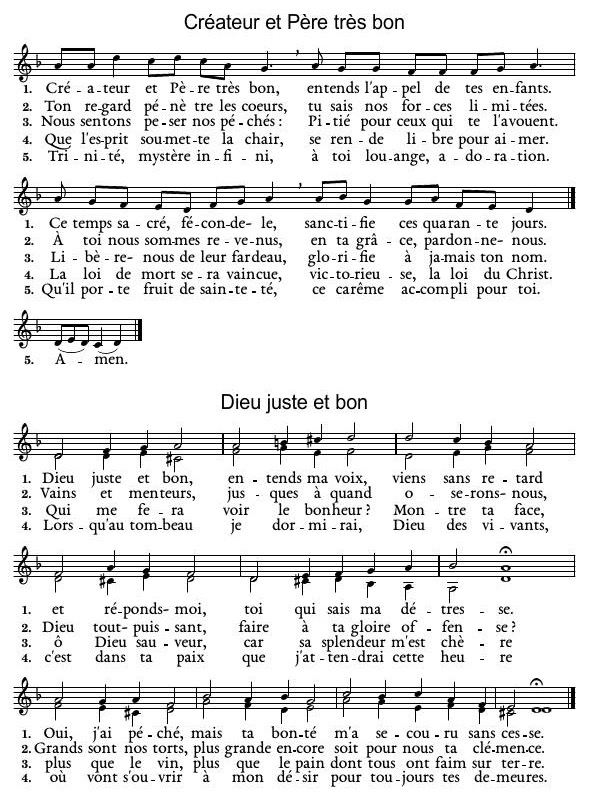 Créateur et Père très bon
1. Cré - a - teur et Pè - re très bon, entends l'ap - pel de tes en - fants.
2. Ton re - gard pé - nè tre les coeurs, tu sais nos for - ces li - mi - tées.
3. Nous sentons pe - ser nos pé - chés : Pi - tié pour ceux qui te l'avouent.
4. Que l'es - prit sou - met - te la chair, se ren - de li - bre pour ai - mer.
5. Tri - ni - té, mystère in - fi - ni, à toi lou - ange, a - do - ra - tion.
1. Ce temps sa - cré, fé - con - de - le, sanc - ti - fie ces quaran - te jours.
2. À toi nous som - mes re - ve - nus, en ta grâ - ce, pardon - ne - nous.
3. Li - bè - re - nous de leur far - deau, glo - ri - fie à ja - mais ton nom.
4. La loi de mort se - ra vaincue, vic - to - rieu - se, la loi du Christ.
5. Qu'il por - te fruit de sain - te - té, ce carême ac - compli pour toi.
5. A - men.
Dieu juste et bon
1. Dieu juste et bon, en - tends ma voix, viens sans re - tard
2. Vains et menteurs, jus - ques à quand o - se - rons - nous,
3. Qui me fe - ra voir le bonheur ? Mon - tre ta face,
4. Lors - qu'au tom - beau je dor - mi - rai, Dieu des vi - vants,
1. et ré - ponds - moi, toi qui sais ma dé - tres - se.
2. Dieu tout - puis - sant, faire à ta gloire of - fen - se ?
3. ô Dieu sau - veur, car sa splendeur m'est chè - re
4. c'est dans ta paix que j'at - ten - drai cette heu - re
1. Oui, j'ai pé - ché, mais ta bon - té m'a se - cou - ru sans ces - se.
2. Grands sont nos torts, plus grande en - core soit pour nous ta clé - men - ce.
3. plus que le vin, plus que le pain dont tous ont faim sur ter - re.
4. où vont s'ou - vrir à mon dé - sir pour tou - jours tes de - meures.